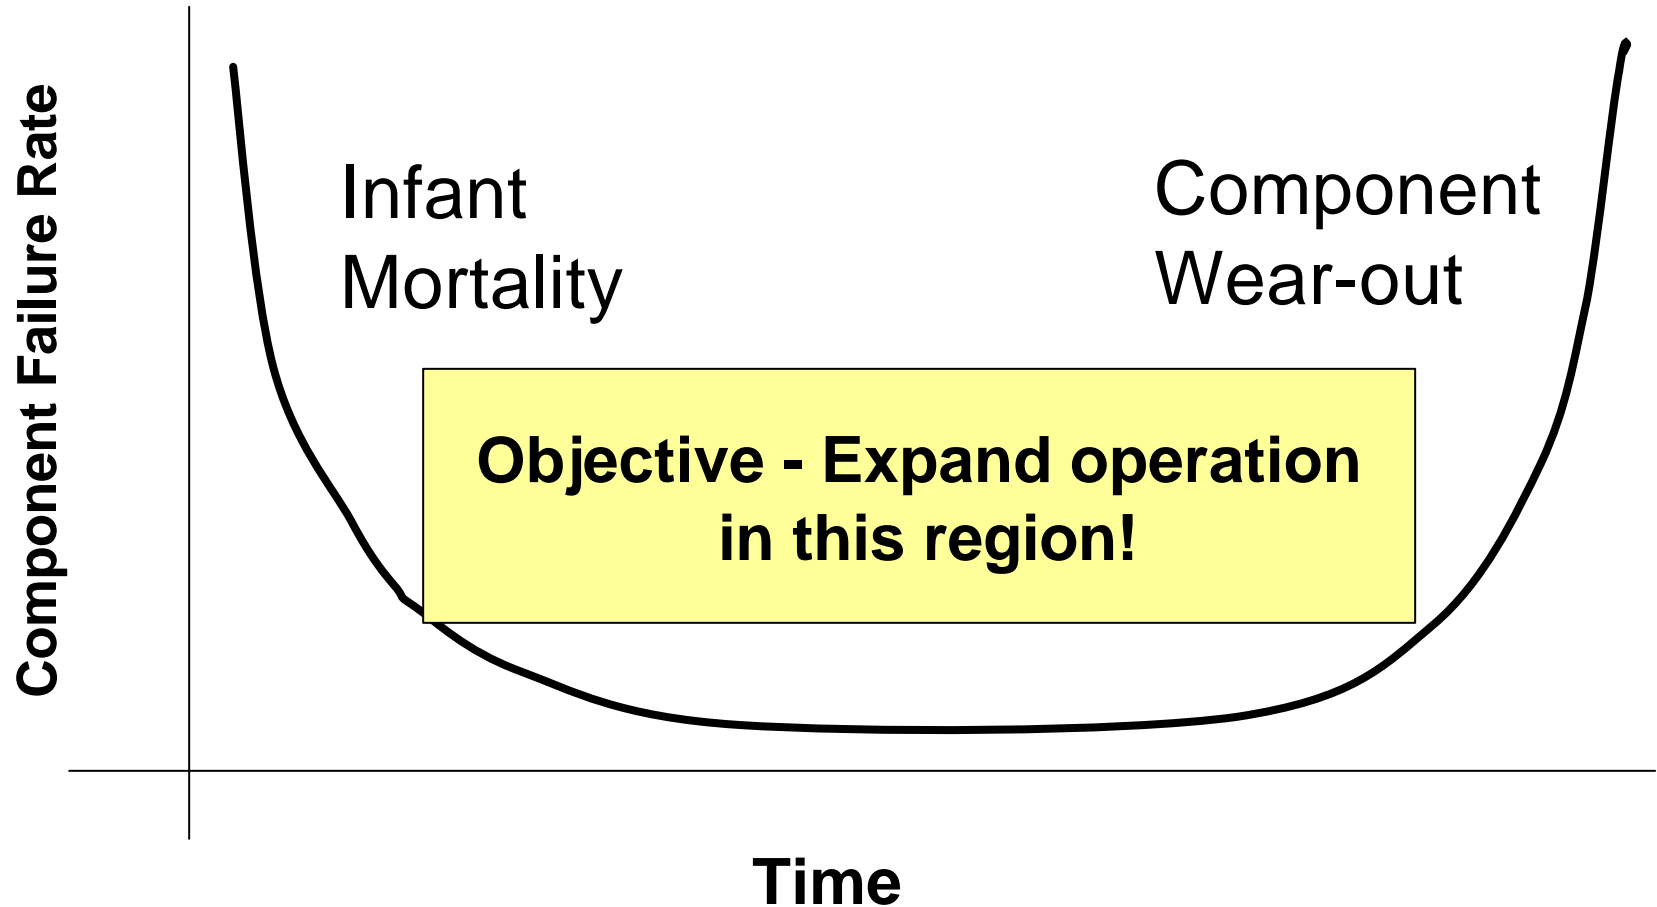 Component Failure Rate
Infant
Mortality
Component
Wear-out
Objective - Expand operation
in this region!
Time